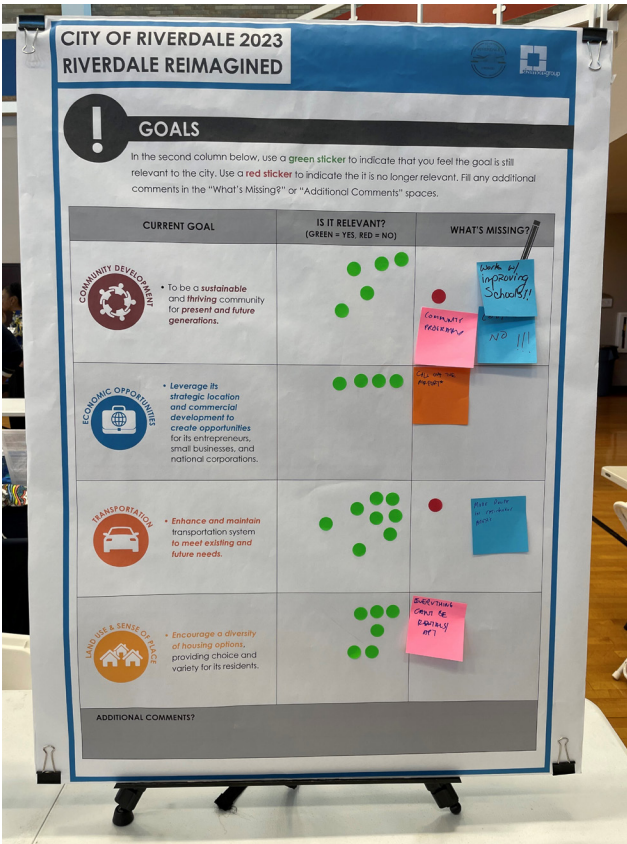 CITY OF RIVERDALE 2023
RIVERDALE REIMAGINED
!
GOALS
In the second column below, use a green sticker to indicate that you feel the goal is still
relevant to the city. Use a red sticker to indicate the it is no longer relevant. Fill any additional
comments in the "What's Missing?" or "Additional Comments" spaces.
CURRENT GOAL
IS IT RELEVANT?
(GREEN = YES, RED = NO)
WHAT'S MISSING?
COMMUNITY DEVELOPMENT
• To be a sustainable
and thriving community
for present and future
generations.
Work w/
improving
Schools!!
COMMUNITY
PROGRAMS
NO !!!
ECONOMIC OPPORTUNITIES
• Leverage its
strategic location
and commercial
development to
create opportunities
for its entrepreneurs,
small businesses, and
national corporations.
TRANSPORTATION
• Enhance and maintain
transportation system
to meet existing and
future needs.
LAND USE & SENSE OF PLACE
• Encourage a diversity
of housing options,
providing choice and
variety for its residents.
EVERYTHING
CAN'T BE
RENTALS/
APT
ADDITIONAL COMMENTS?